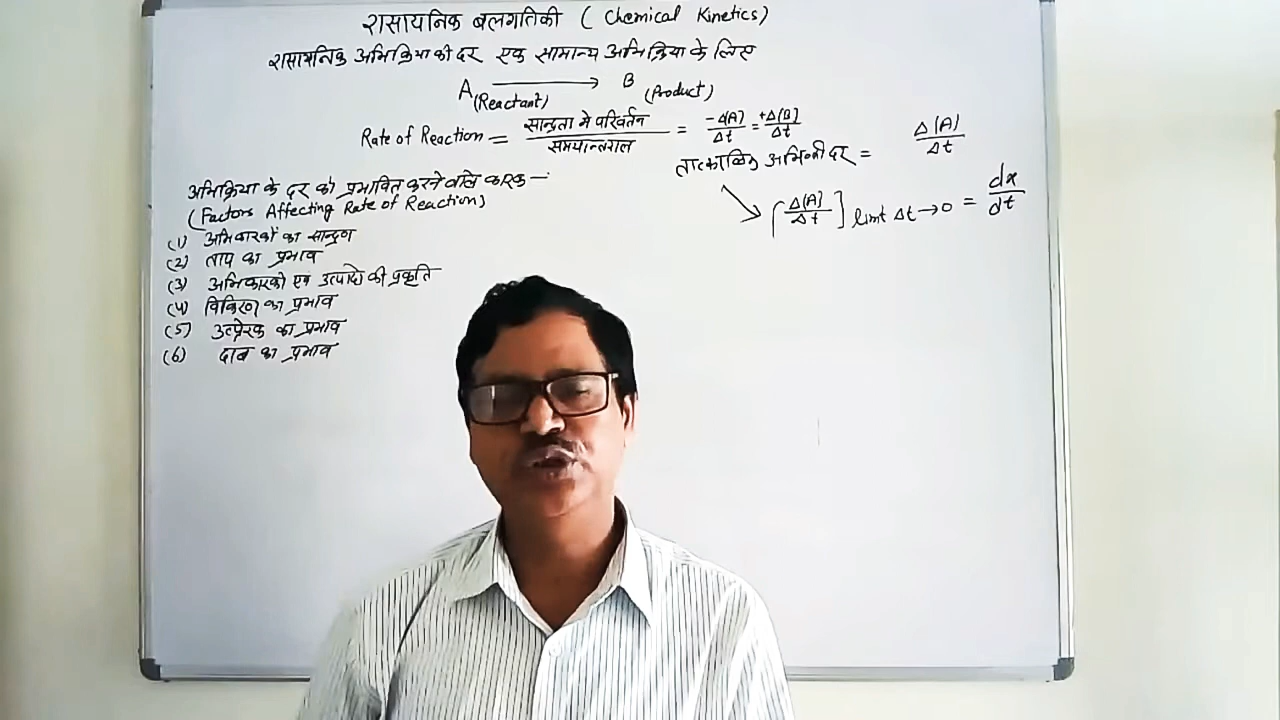 रासायनिक बलगतिकी ( Chemical Kinetics)
रासायनिक अभिक्रिया की दर एक सामान्य अभिक्रिया के लिए
A (Reactant) ⟶ B (Product)
Rate of Reaction = सान्द्रता मे परिवर्तन / समयान्तराल = -d(A)/Δt = +Δ(B)/Δt
तात्कालिक अभि०की दर = Δ(A)/Δt
[Δ(A)/Δt] limt Δt→0 = dx/dt
अभिक्रिया के दर को प्रभावित करने वाले कारक —
(Factors Affecting Rate of Reaction)
(1) अभिकारकों का सान्द्रण
(2) ताप का प्रभाव
(3) अभिकारको एवं उत्पादो की प्रकृति
(4) विकिरण का प्रभाव
(5) उत्प्रेरक का प्रभाव
(6) दाब का प्रभाव